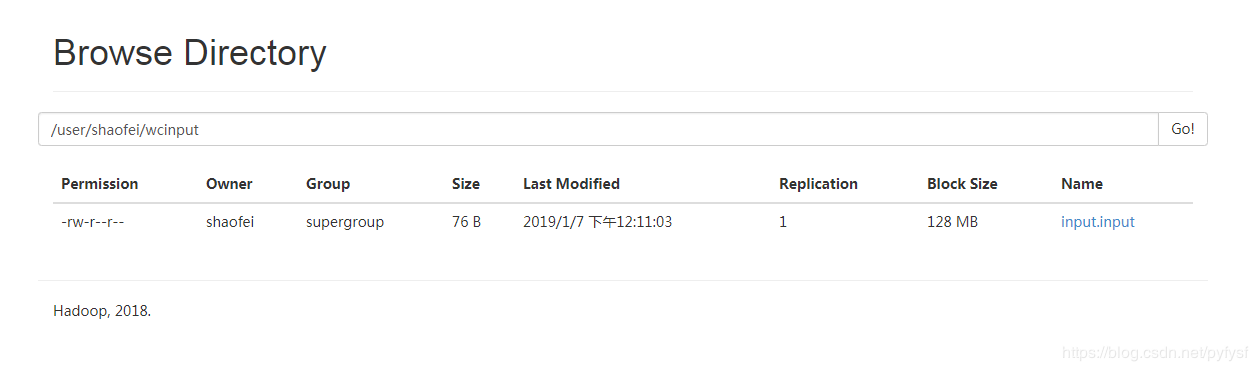 Browse Directory
/user/shaofei/wcinput Go!
Permission Owner Group Size Last Modified Replication Block Size Name
-rw-r--r-- shaofei supergroup 76 B 2019/1/7 下午12:11:03 1 128 MB input.input
Hadoop, 2018.
https://blog.csdn.net/pyfysf